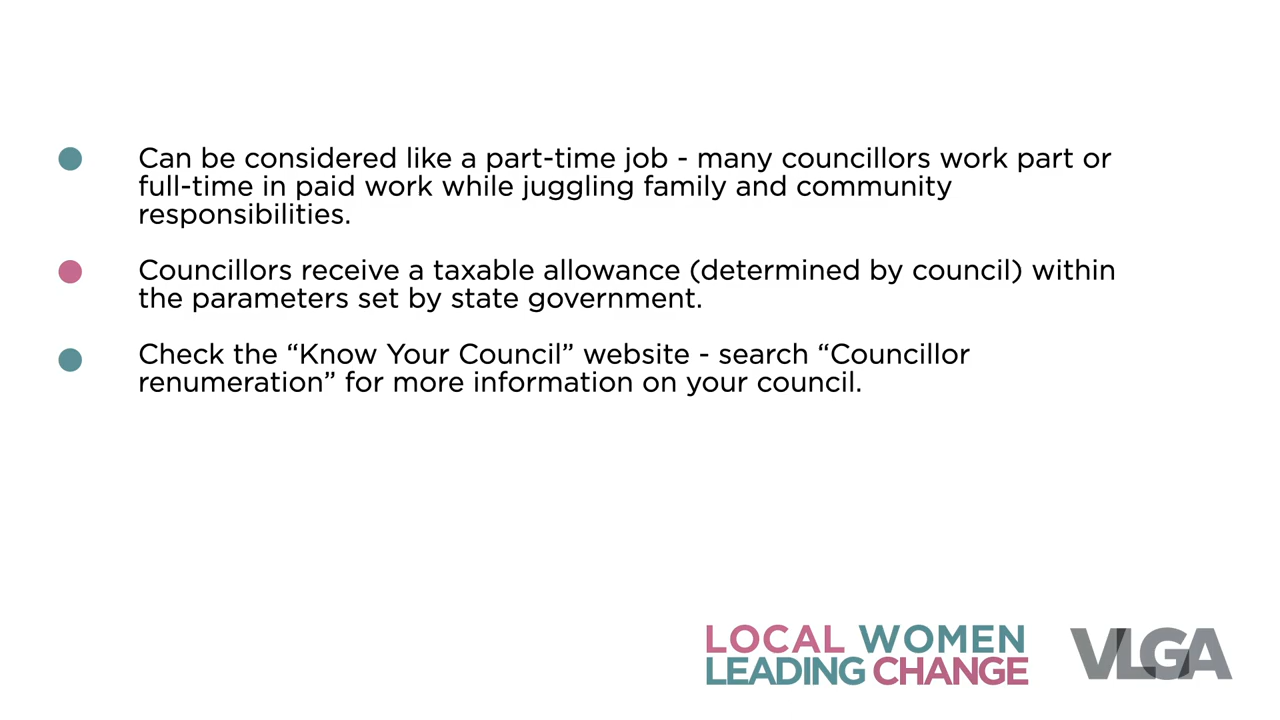 Can be considered like a part-time job - many councillors work part or
full-time in paid work while juggling family and community
responsibilities.
Councillors receive a taxable allowance (determined by council) within
the parameters set by state government.
Check the “Know Your Council” website - search “Councillor
renumeration” for more information on your council.
LOCAL WOMEN
LEADING CHANGE
VLGA